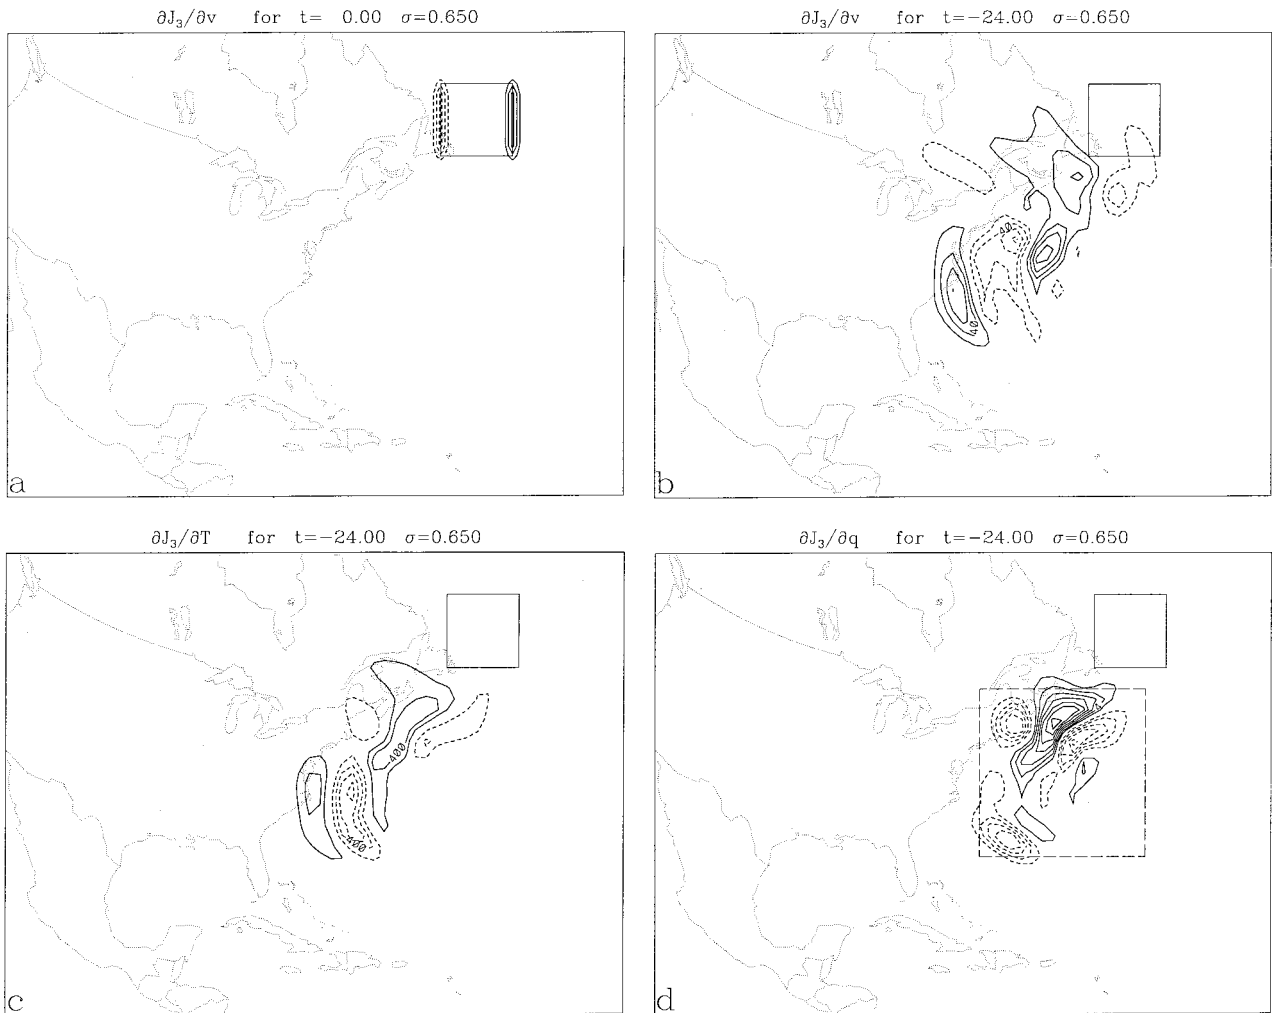 ∂J₃/∂v for t= 0.00 σ=0.650
a
∂J₃/∂v for t=−24.00 σ=0.650
40
40
b
∂J₃/∂T for t=−24.00 σ=0.650
400
400
c
∂J₃/∂q for t=−24.00 σ=0.650
d